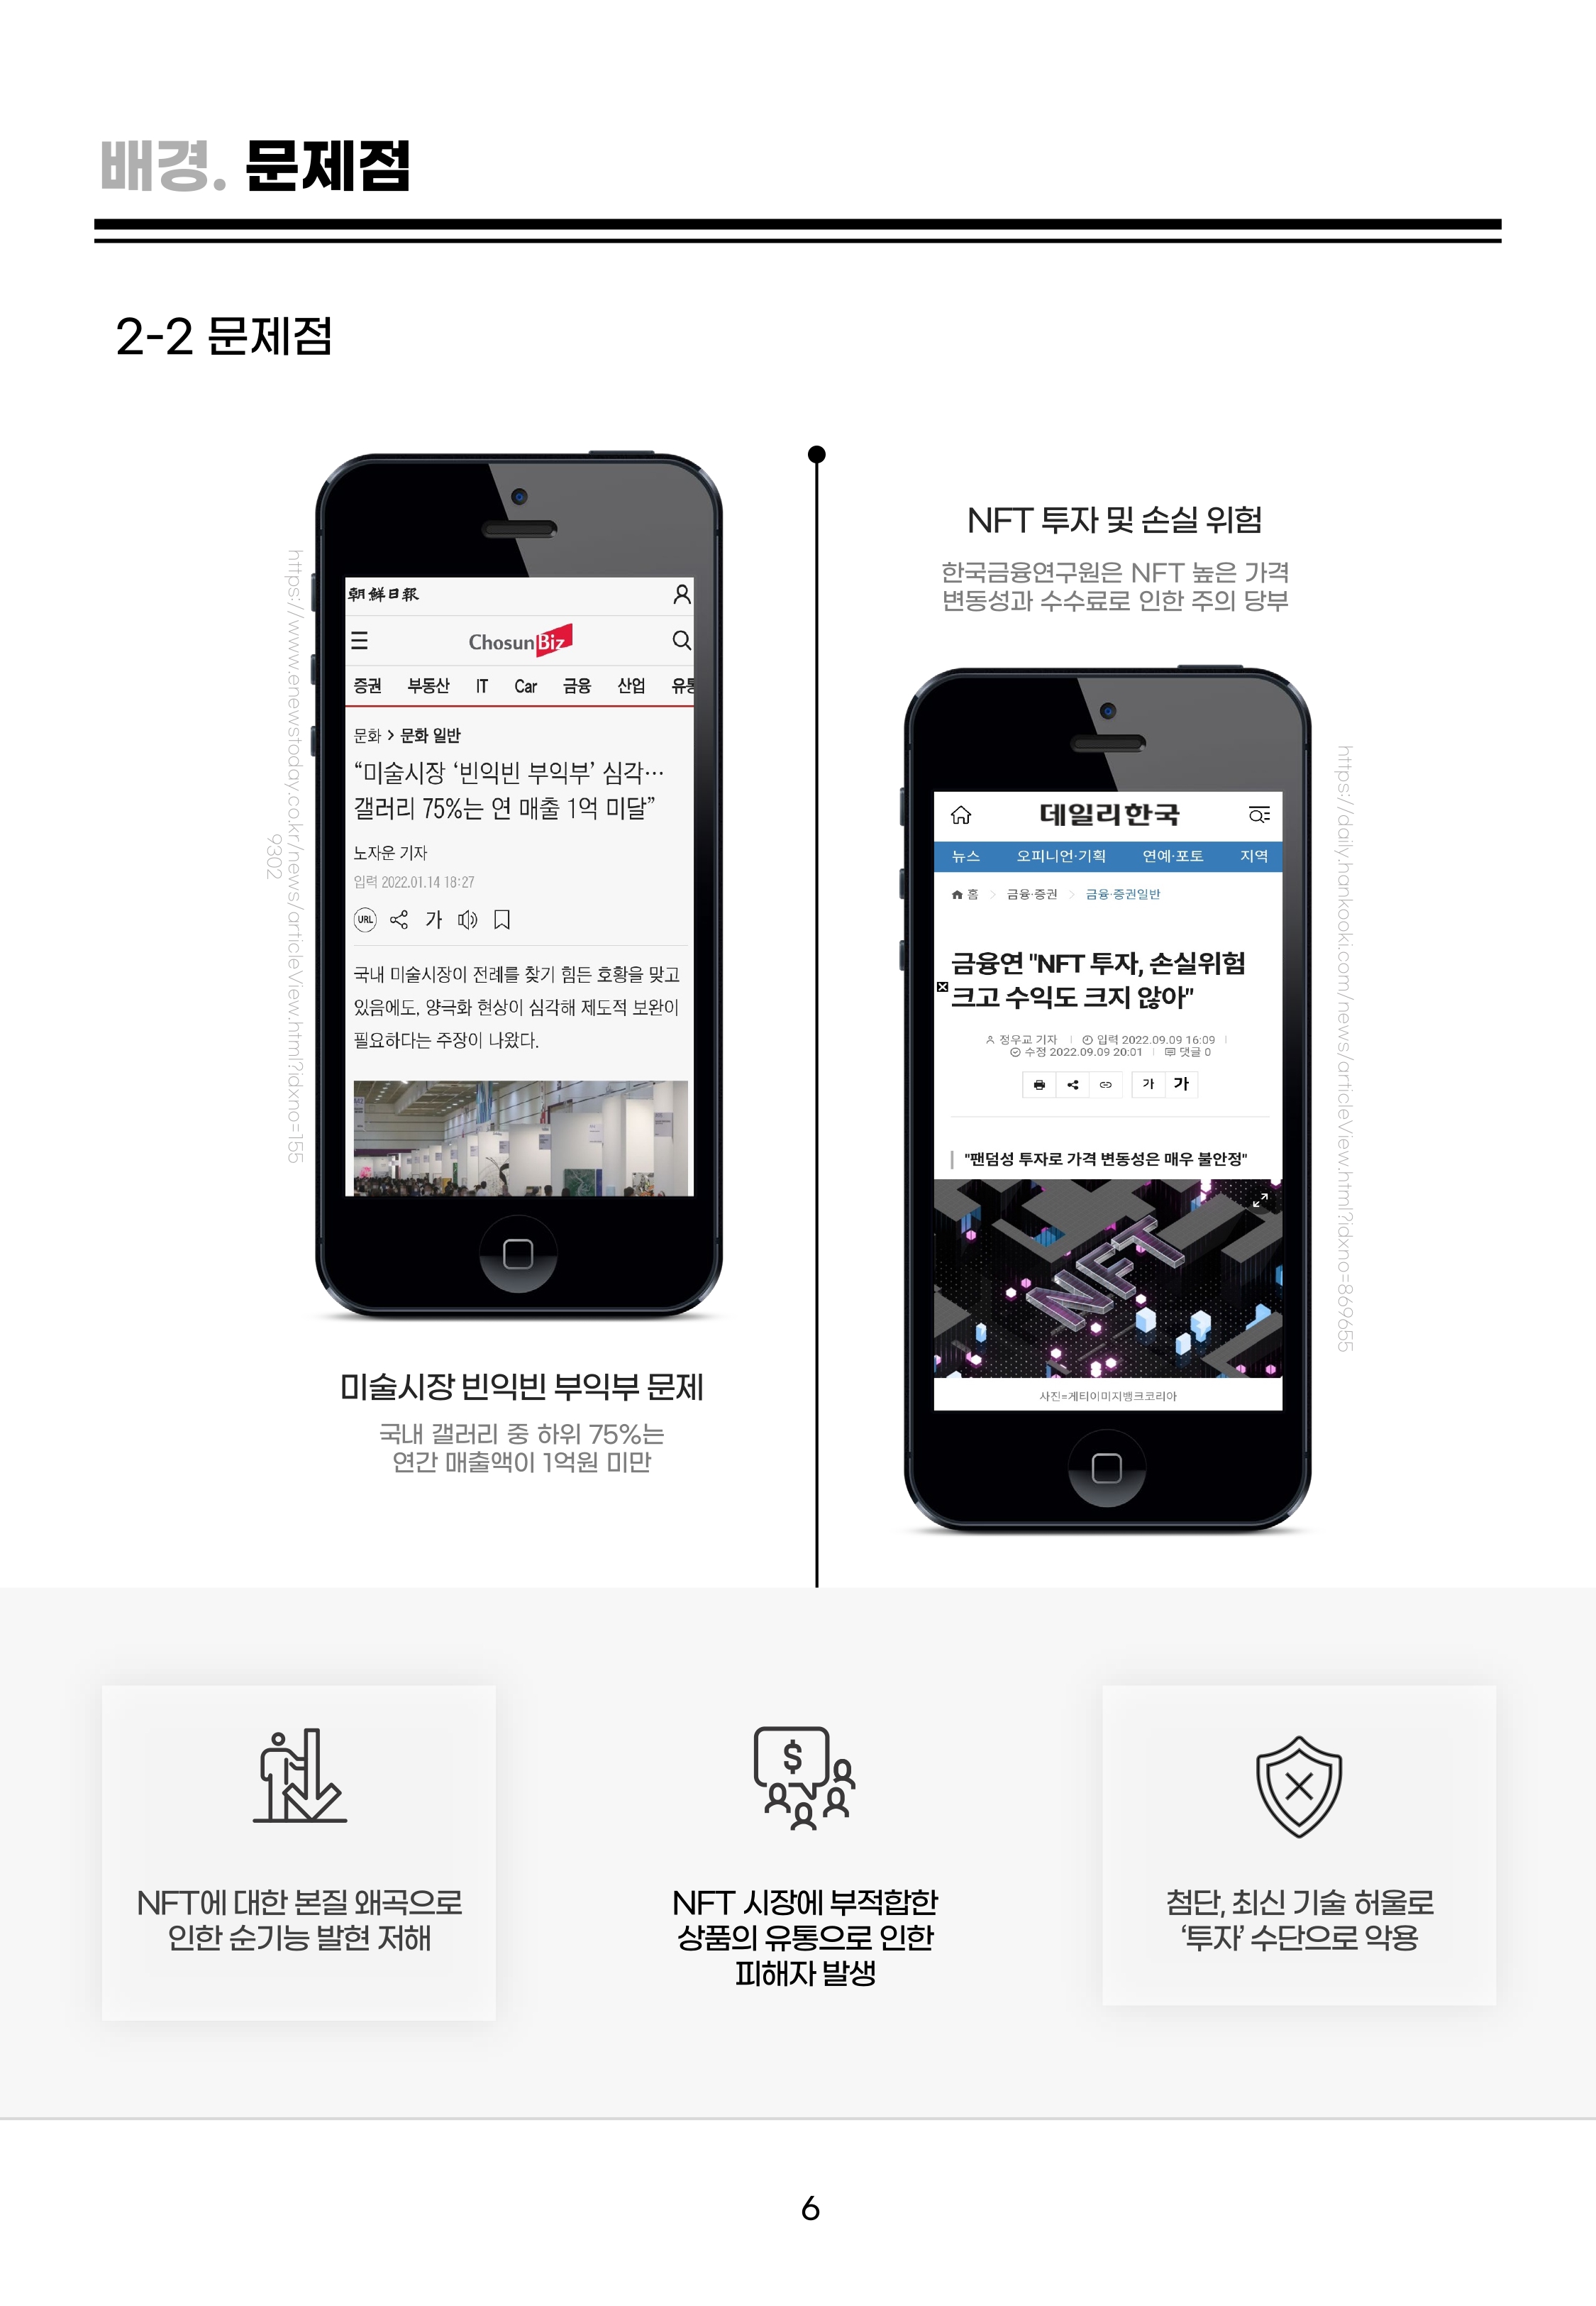 배경. 문제점
2-2 문제점
https://www.enewstoday.co.kr/news/articleView.html?idxno=155
9302
朝鮮日報
ChosunBiz
증권 부동산 IT Car 금융 산업 유통
문화 > 문화 일반
“미술시장 ‘빈익빈 부익부’ 심각…
갤러리 75%는 연 매출 1억 미달”
노자운 기자
입력 2022.01.14 18:27
URL 가
국내 미술시장이 전례를 찾기 힘든 호황을 맞고
있음에도, 양극화 현상이 심각해 제도적 보완이
필요하다는 주장이 나왔다.
미술시장 빈익빈 부익부 문제
국내 갤러리 중 하위 75%는
연간 매출액이 1억원 미만
NFT 투자 및 손실 위험
한국금융연구원은 NFT 높은 가격
변동성과 수수료로 인한 주의 당부
데일리한국
뉴스 오피니언·기획 연예·포토 지역
홈 > 금융·증권 > 금융·증권일반
금융연 "NFT 투자, 손실위험
크고 수익도 크지 않아"
정우교 기자 | 입력 2022.09.09 16:09 |
수정 2022.09.09 20:01 | 댓글 0
가 가
"팬덤성 투자로 가격 변동성은 매우 불안정"
NFT
사진=게티이미지뱅크코리아
https://daily.hankooki.com/news/articleView.html?idxno=869655
$
NFT에 대한 본질 왜곡으로
인한 순기능 발현 저해
NFT 시장에 부적합한
상품의 유통으로 인한
피해자 발생
첨단, 최신 기술 허울로
‘투자’ 수단으로 악용
6